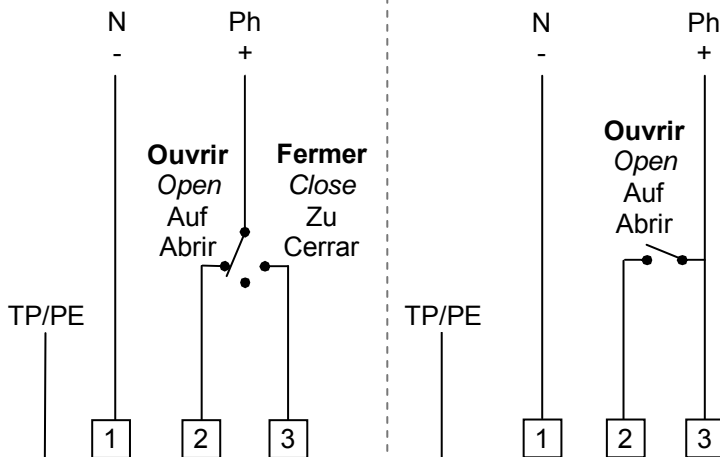 N Ph
- +
Ouvrir Fermer
Open Close
Auf Zu
Abrir Cerrar
TP/PE
1 2 3
N Ph
- +
Ouvrir
Open
Auf
Abrir
TP/PE
1 2 3